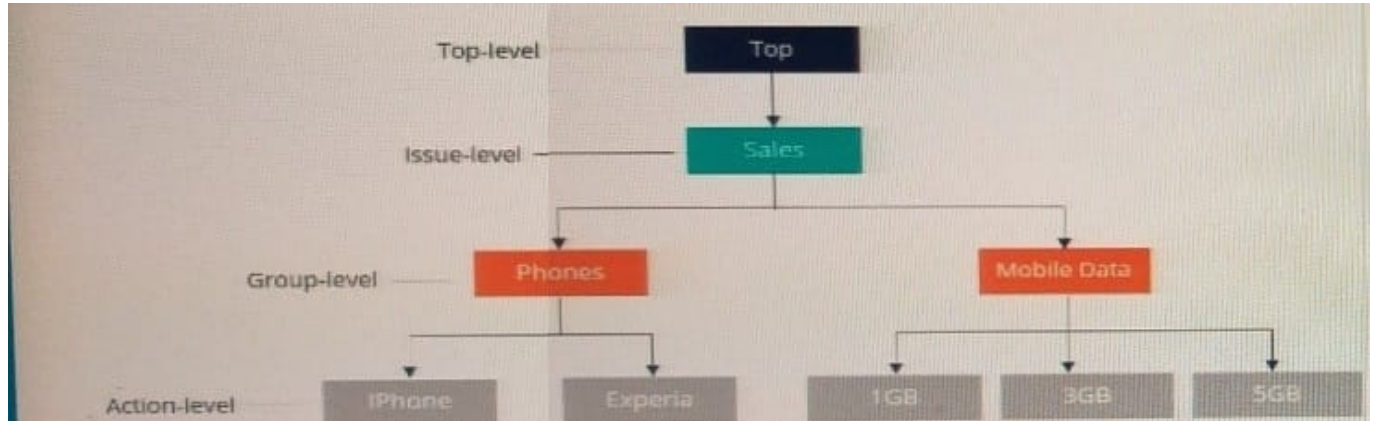 Top-level Top
Issue-level Sales
Group-level Phones Mobile Data
Action-level IPhone Experia 1GB 3GB 5GB